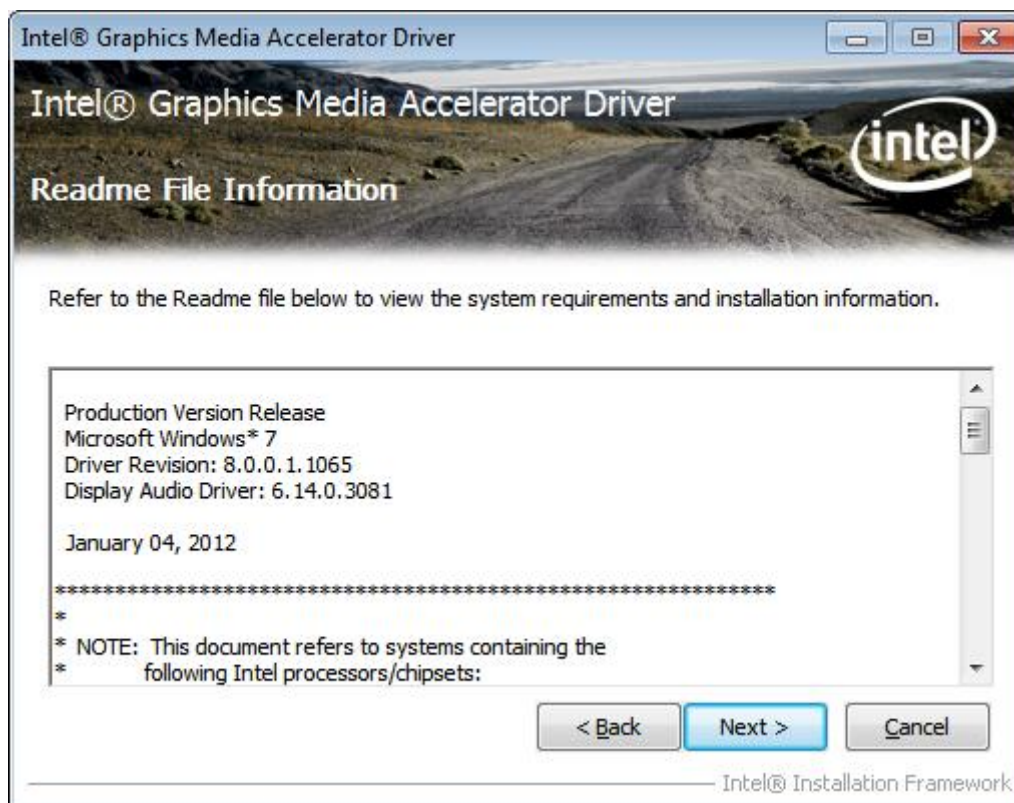 Intel® Graphics Media Accelerator Driver
Intel® Graphics Media Accelerator Driver
intel
Readme File Information
Refer to the Readme file below to view the system requirements and installation information.
Production Version Release
Microsoft Windows* 7
Driver Revision: 8.0.0.1.1065
Display Audio Driver: 6.14.0.3081
January 04, 2012
************************************************************
*
* NOTE: This document refers to systems containing the
* following Intel processors/chipsets:
< Back
Next >
Cancel
Intel® Installation Framework